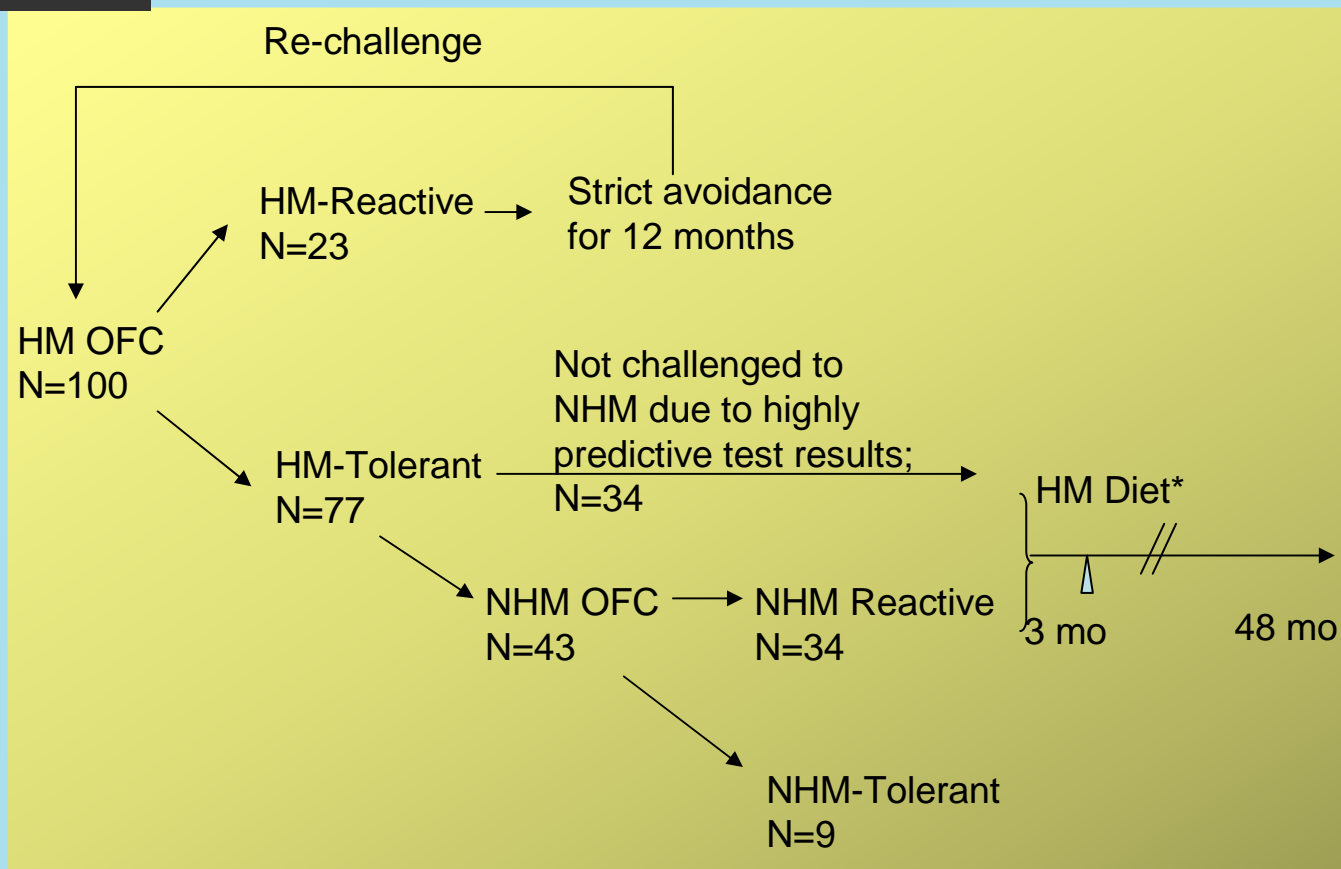 Re-challenge
HM-Reactive
N=23
Strict avoidance
for 12 months
HM OFC
N=100
Not challenged to
NHM due to highly
predictive test results;
N=34
HM-Tolerant
N=77
HM Diet*
NHM OFC
N=43
NHM Reactive
N=34
3 mo
48 mo
NHM-Tolerant
N=9